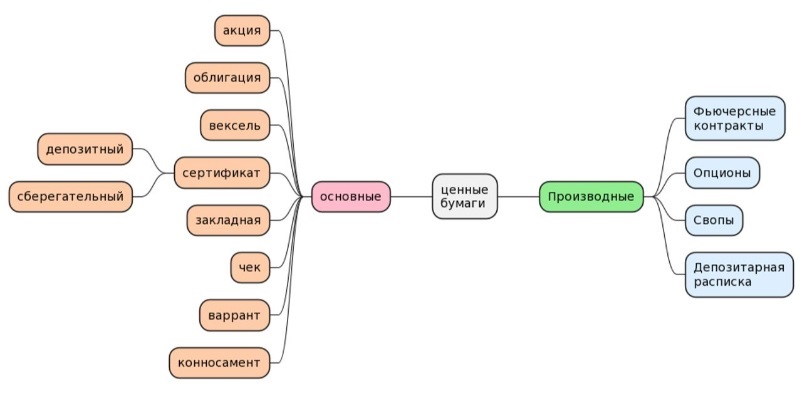 акция
облигация
вексель
депозитный
сертификат
сберегательный
закладная
чек
варрант
коносамент
основные
ценные
бумаги
Производные
Фьючерсные
контракты
Опционы
Свопы
Депозитарная
расписка